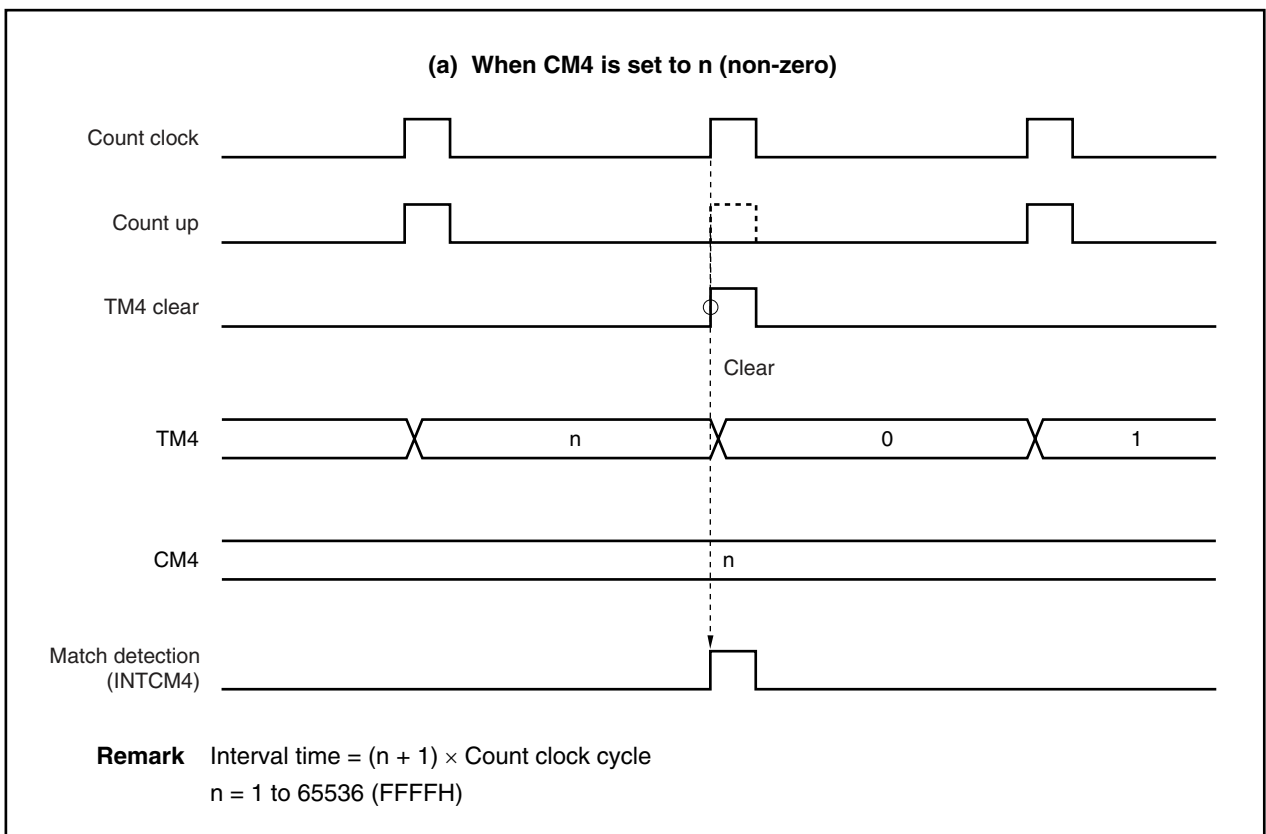 (a) When CM4 is set to n (non-zero)
Count clock
Count up
TM4 clear
Clear
TM4
n
0
1
CM4
n
Match detection
(INTCM4)
Remark Interval time = (n + 1) × Count clock cycle
n = 1 to 65536 (FFFFH)